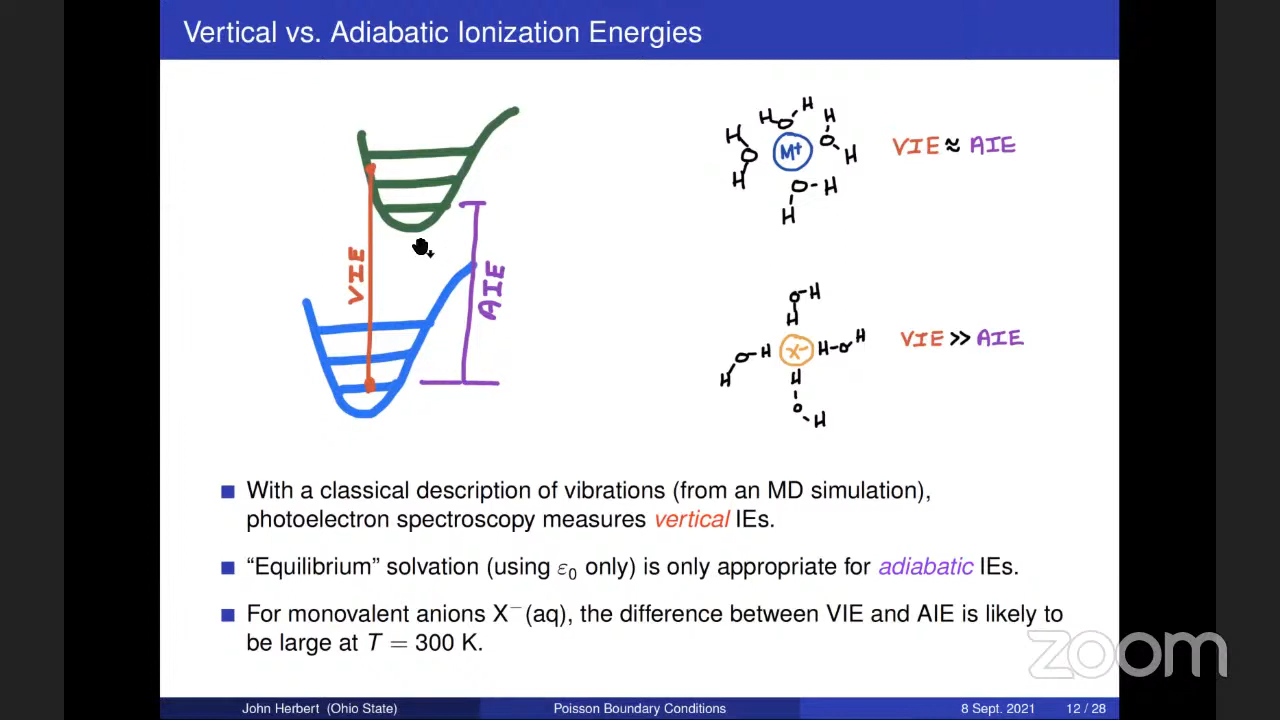 Vertical vs. Adiabatic Ionization Energies
VIE
AIE
H
H
H
O
H
H
O
M+
O
H
H
O-H
H
VIE ≈ AIE
O-H
H
O-H
H
X-
H-O
H
H
O
H
VIE >> AIE
With a classical description of vibrations (from an MD simulation),
photoelectron spectroscopy measures vertical IEs.
“Equilibrium” solvation (using ε₀ only) is only appropriate for adiabatic IEs.
For monovalent anions X⁻(aq), the difference between VIE and AIE is likely to
be large at T = 300 K.
zoom
John Herbert (Ohio State)
Poisson Boundary Conditions
8 Sept. 2021
12 / 28